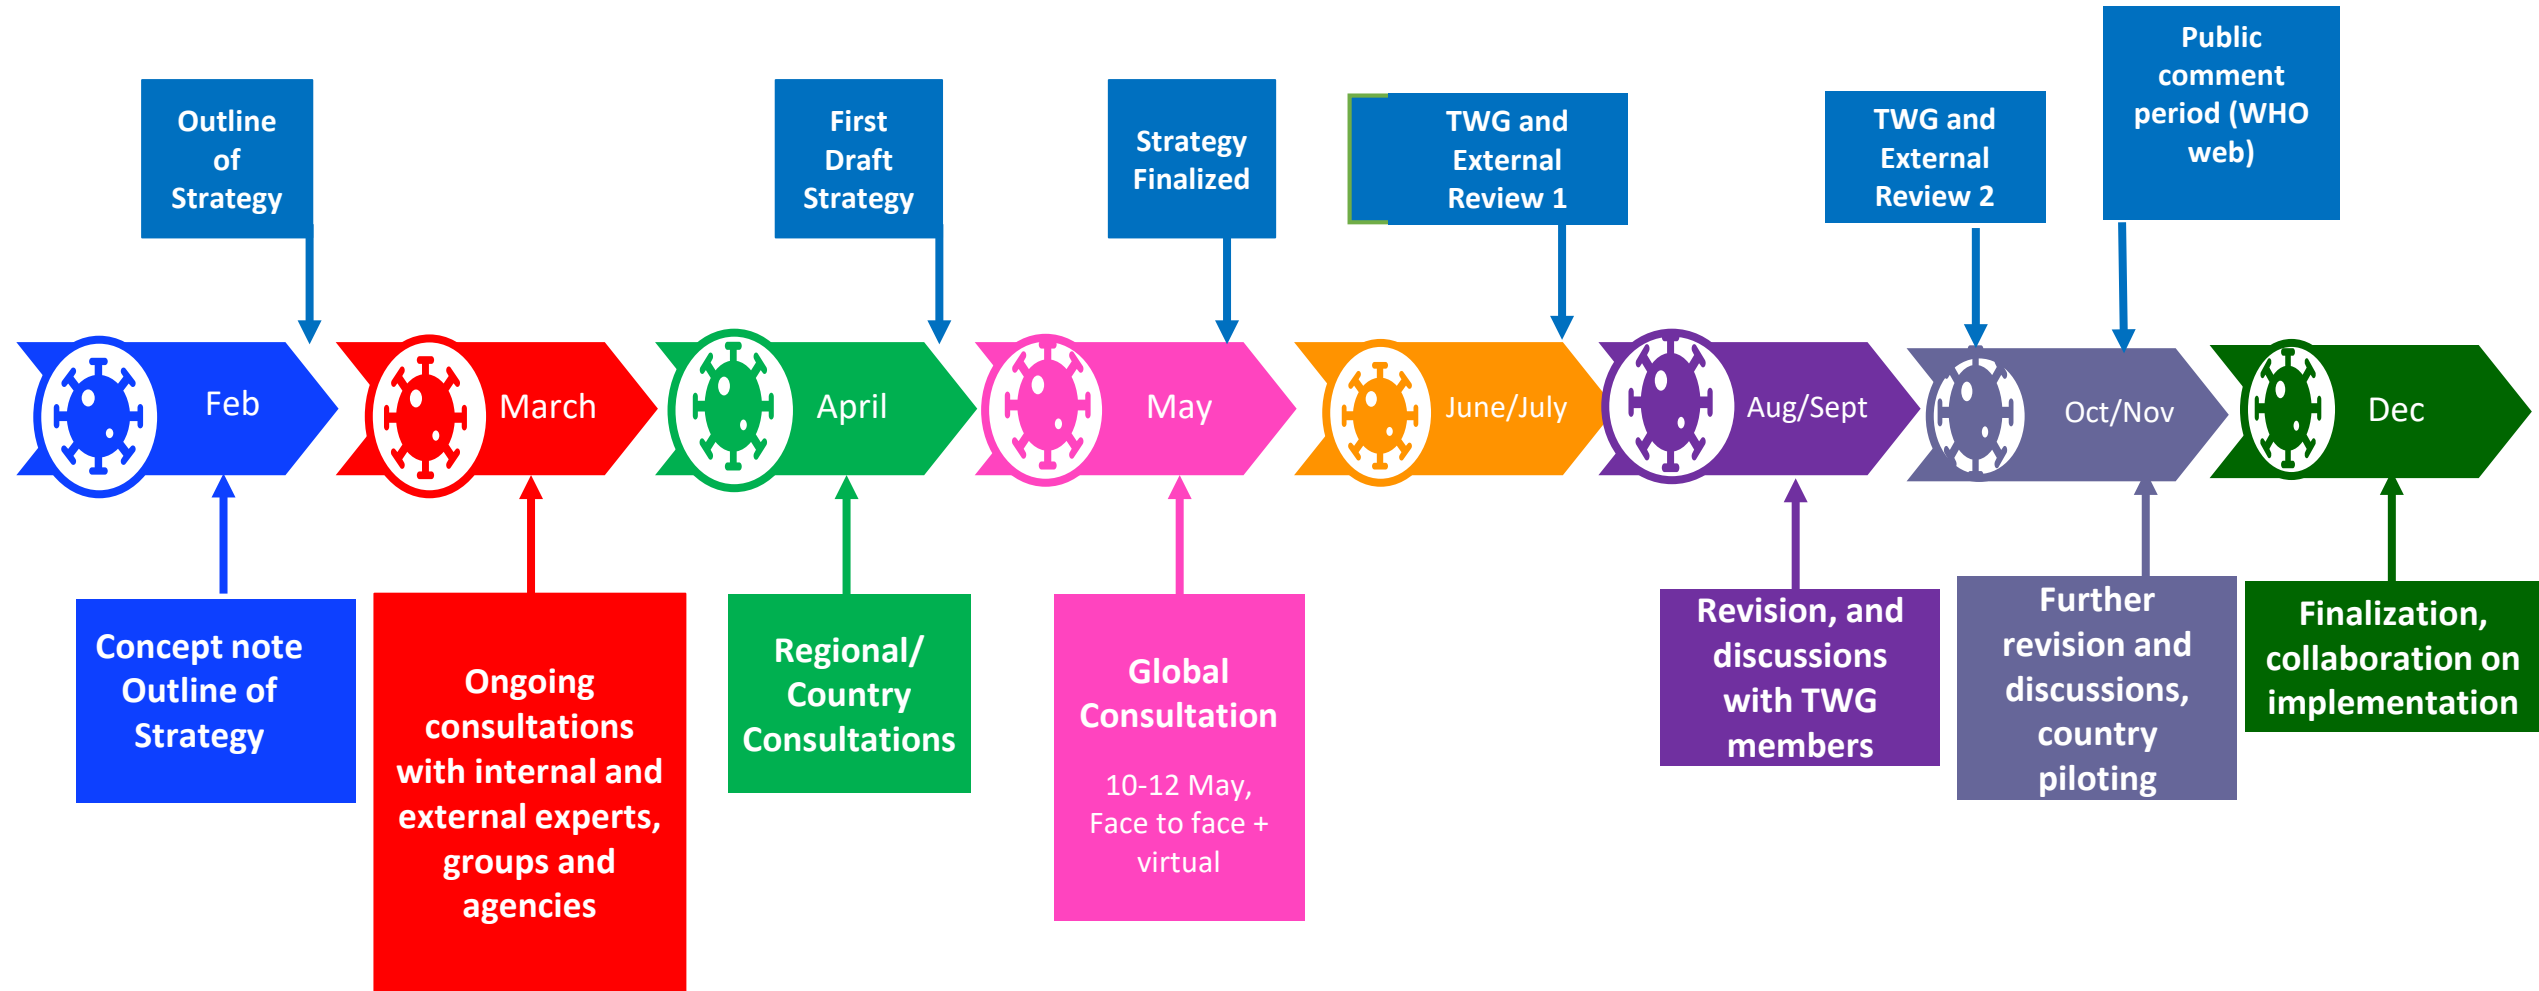 Outline
of
Strategy
First
Draft
Strategy
Strategy
Finalized
TWG and
External
Review 1
TWG and
External
Review 2
Public
comment
period (WHO
web)
Feb
March
April
May
June/July
Aug/Sept
Oct/Nov
Dec
Concept note
Outline of
Strategy
Ongoing
consultations
with internal and
external experts,
groups and
agencies
Regional/
Country
Consultations
Global
Consultation
10-12 May,
Face to face +
virtual
Revision, and
discussions
with TWG
members
Further
revision and
discussions,
country
piloting
Finalization,
collaboration on
implementation